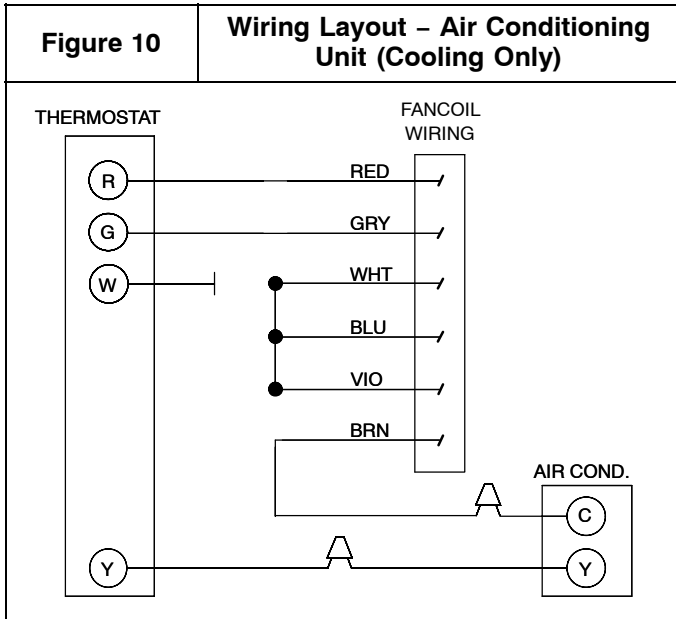 Figure 10
Wiring Layout – Air Conditioning
Unit (Cooling Only)
THERMOSTAT
FANCOIL
WIRING
R
RED
G
GRY
W
WHT
BLU
VIO
BRN
AIR COND.
C
Y
Y